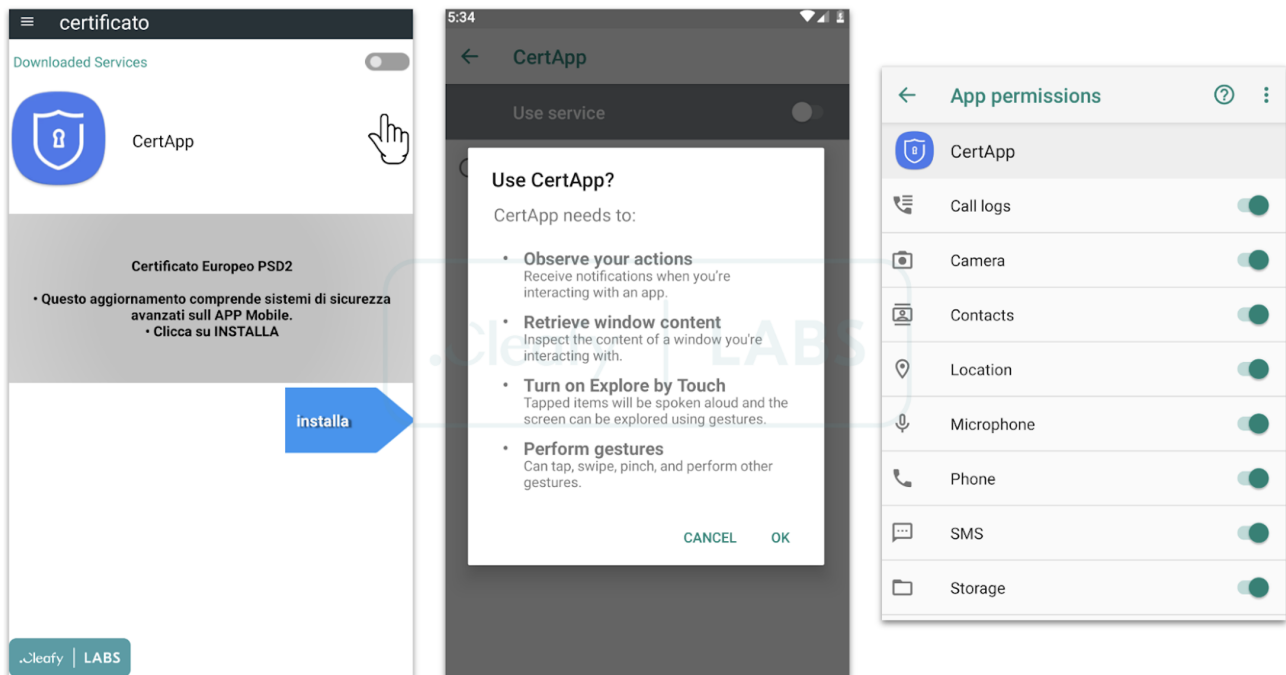 certificato
Downloaded Services
CertApp
Certificato Europeo PSD2
• Questo aggiornamento comprende sistemi di sicurezza
avanzati sull APP Mobile.
• Clicca su INSTALLA
installa
.Cleafy | LABS
5:34
CertApp
Use service
Use CertApp?
CertApp needs to:
• Observe your actions
Receive notifications when you're
interacting with an app.
• Retrieve window content
Inspect the content of a window you're
interacting with.
• Turn on Explore by Touch
Tapped items will be spoken aloud and the
screen can be explored using gestures.
• Perform gestures
Can tap, swipe, pinch, and perform other
gestures.
CANCEL OK
.Cleafy | LABS
App permissions
CertApp
Call logs
Camera
Contacts
Location
Microphone
Phone
SMS
Storage